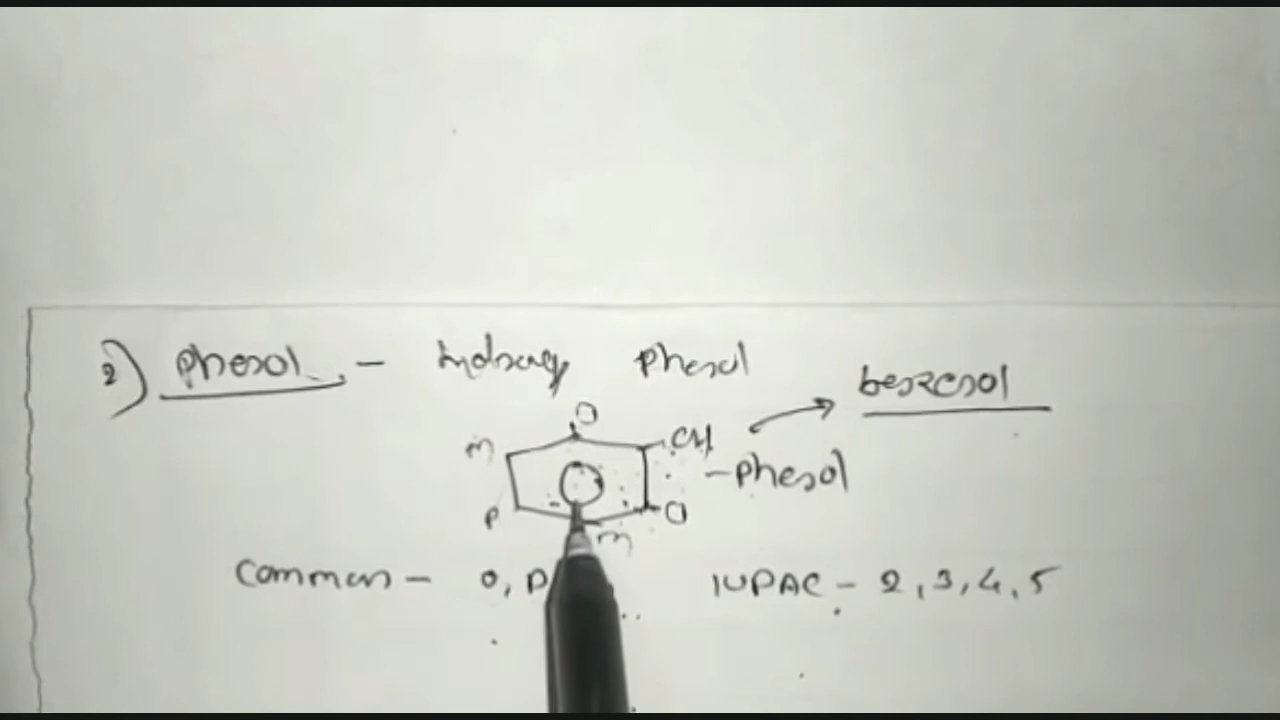 2) Phenol - hydroxy phenol
benzenol
O
m OH
- phenol
P O
m
Common - O, P IUPAC - 2, 3, 4, 5